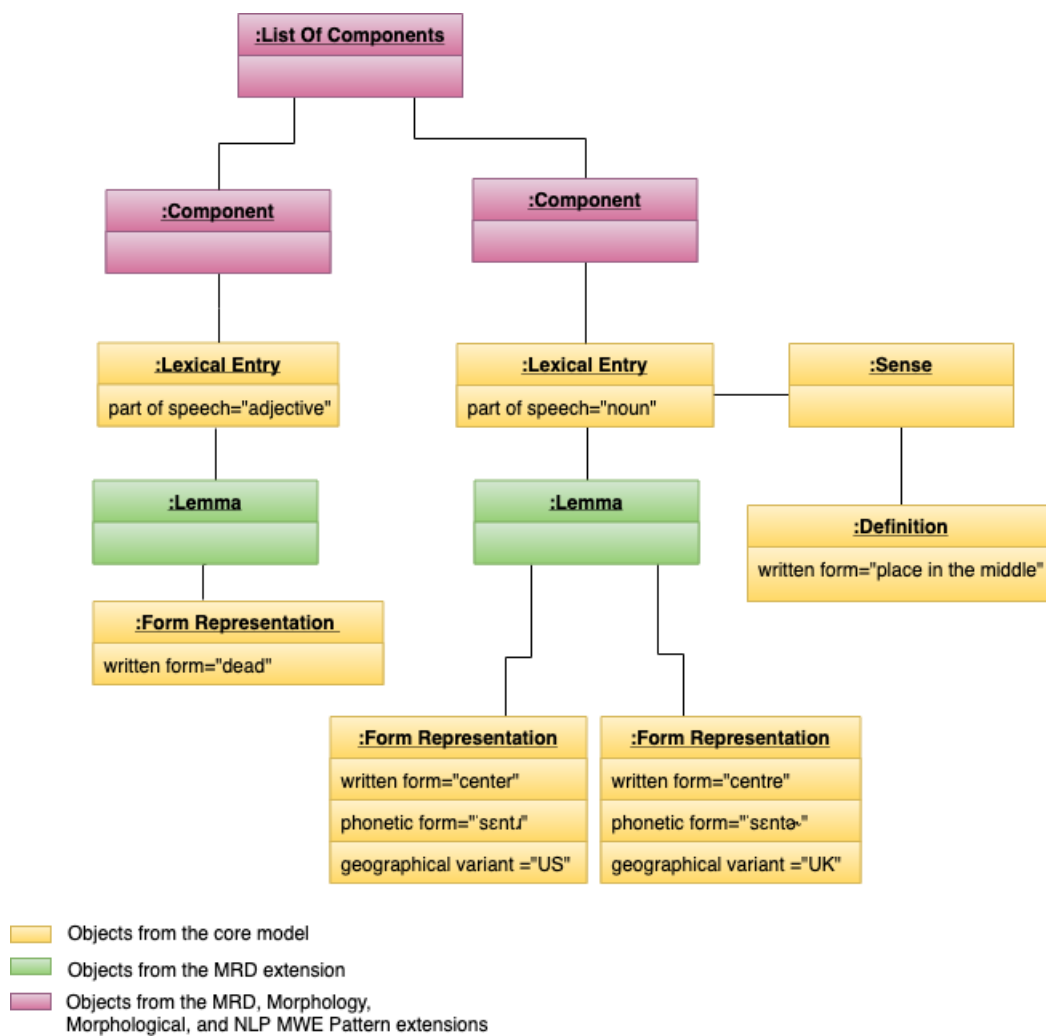 :List Of Components
:Component
:Component
:Lexical Entry
part of speech="adjective"
:Lexical Entry
part of speech="noun"
:Sense
:Lemma
:Lemma
:Definition
written form="place in the middle"
:Form Representation
written form="dead"
:Form Representation
written form="center"
phonetic form="ˈsɛntɹ"
geographical variant ="US"
:Form Representation
written form="centre"
phonetic form="ˈsɛntɚ"
geographical variant ="UK"
Objects from the core model
Objects from the MRD extension
Objects from the MRD, Morphology,
Morphological, and NLP MWE Pattern extensions